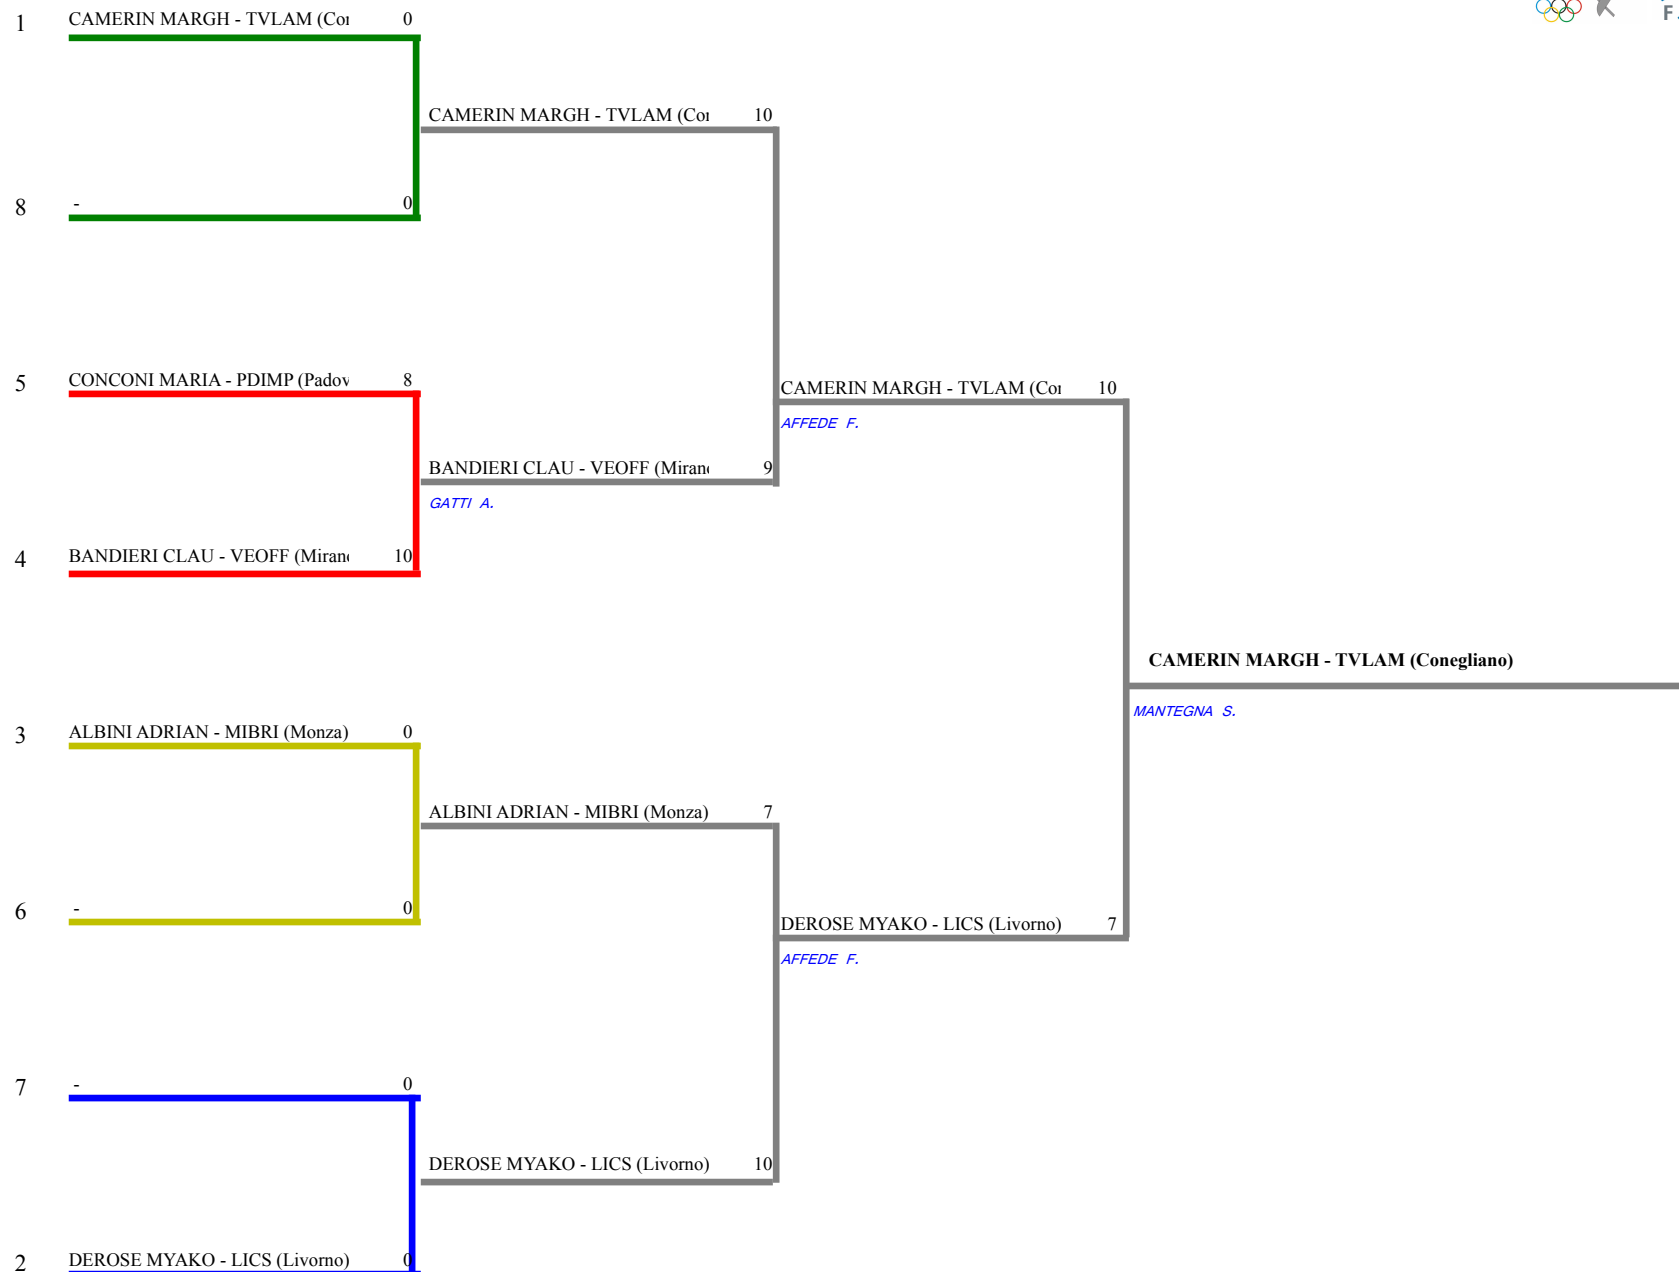 1 CAMERIN MARGH - TVLAM (Co 0
F
CAMERIN MARGH - TVLAM (Co 10
8 - 0
5 CONCONI MARIA - PDIMP (Padov 8
CAMERIN MARGH - TVLAM (Co 10
AFFEDE F.
BANDIERI CLAU - VEOFF (Miran 9
GATTI A.
4 BANDIERI CLAU - VEOFF (Miran 10
CAMERIN MARGH - TVLAM (Conegliano)
MANTEGNA S.
3 ALBINI ADRIAN - MIBRI (Monza) 0
ALBINI ADRIAN - MIBRI (Monza) 7
6 - 0
DEROSE MYAKO - LICS (Livorno) 7
AFFEDE F.
7 - 0
DEROSE MYAKO - LICS (Livorno) 10
2 DEROSE MYAKO - LICS (Livorno) 0